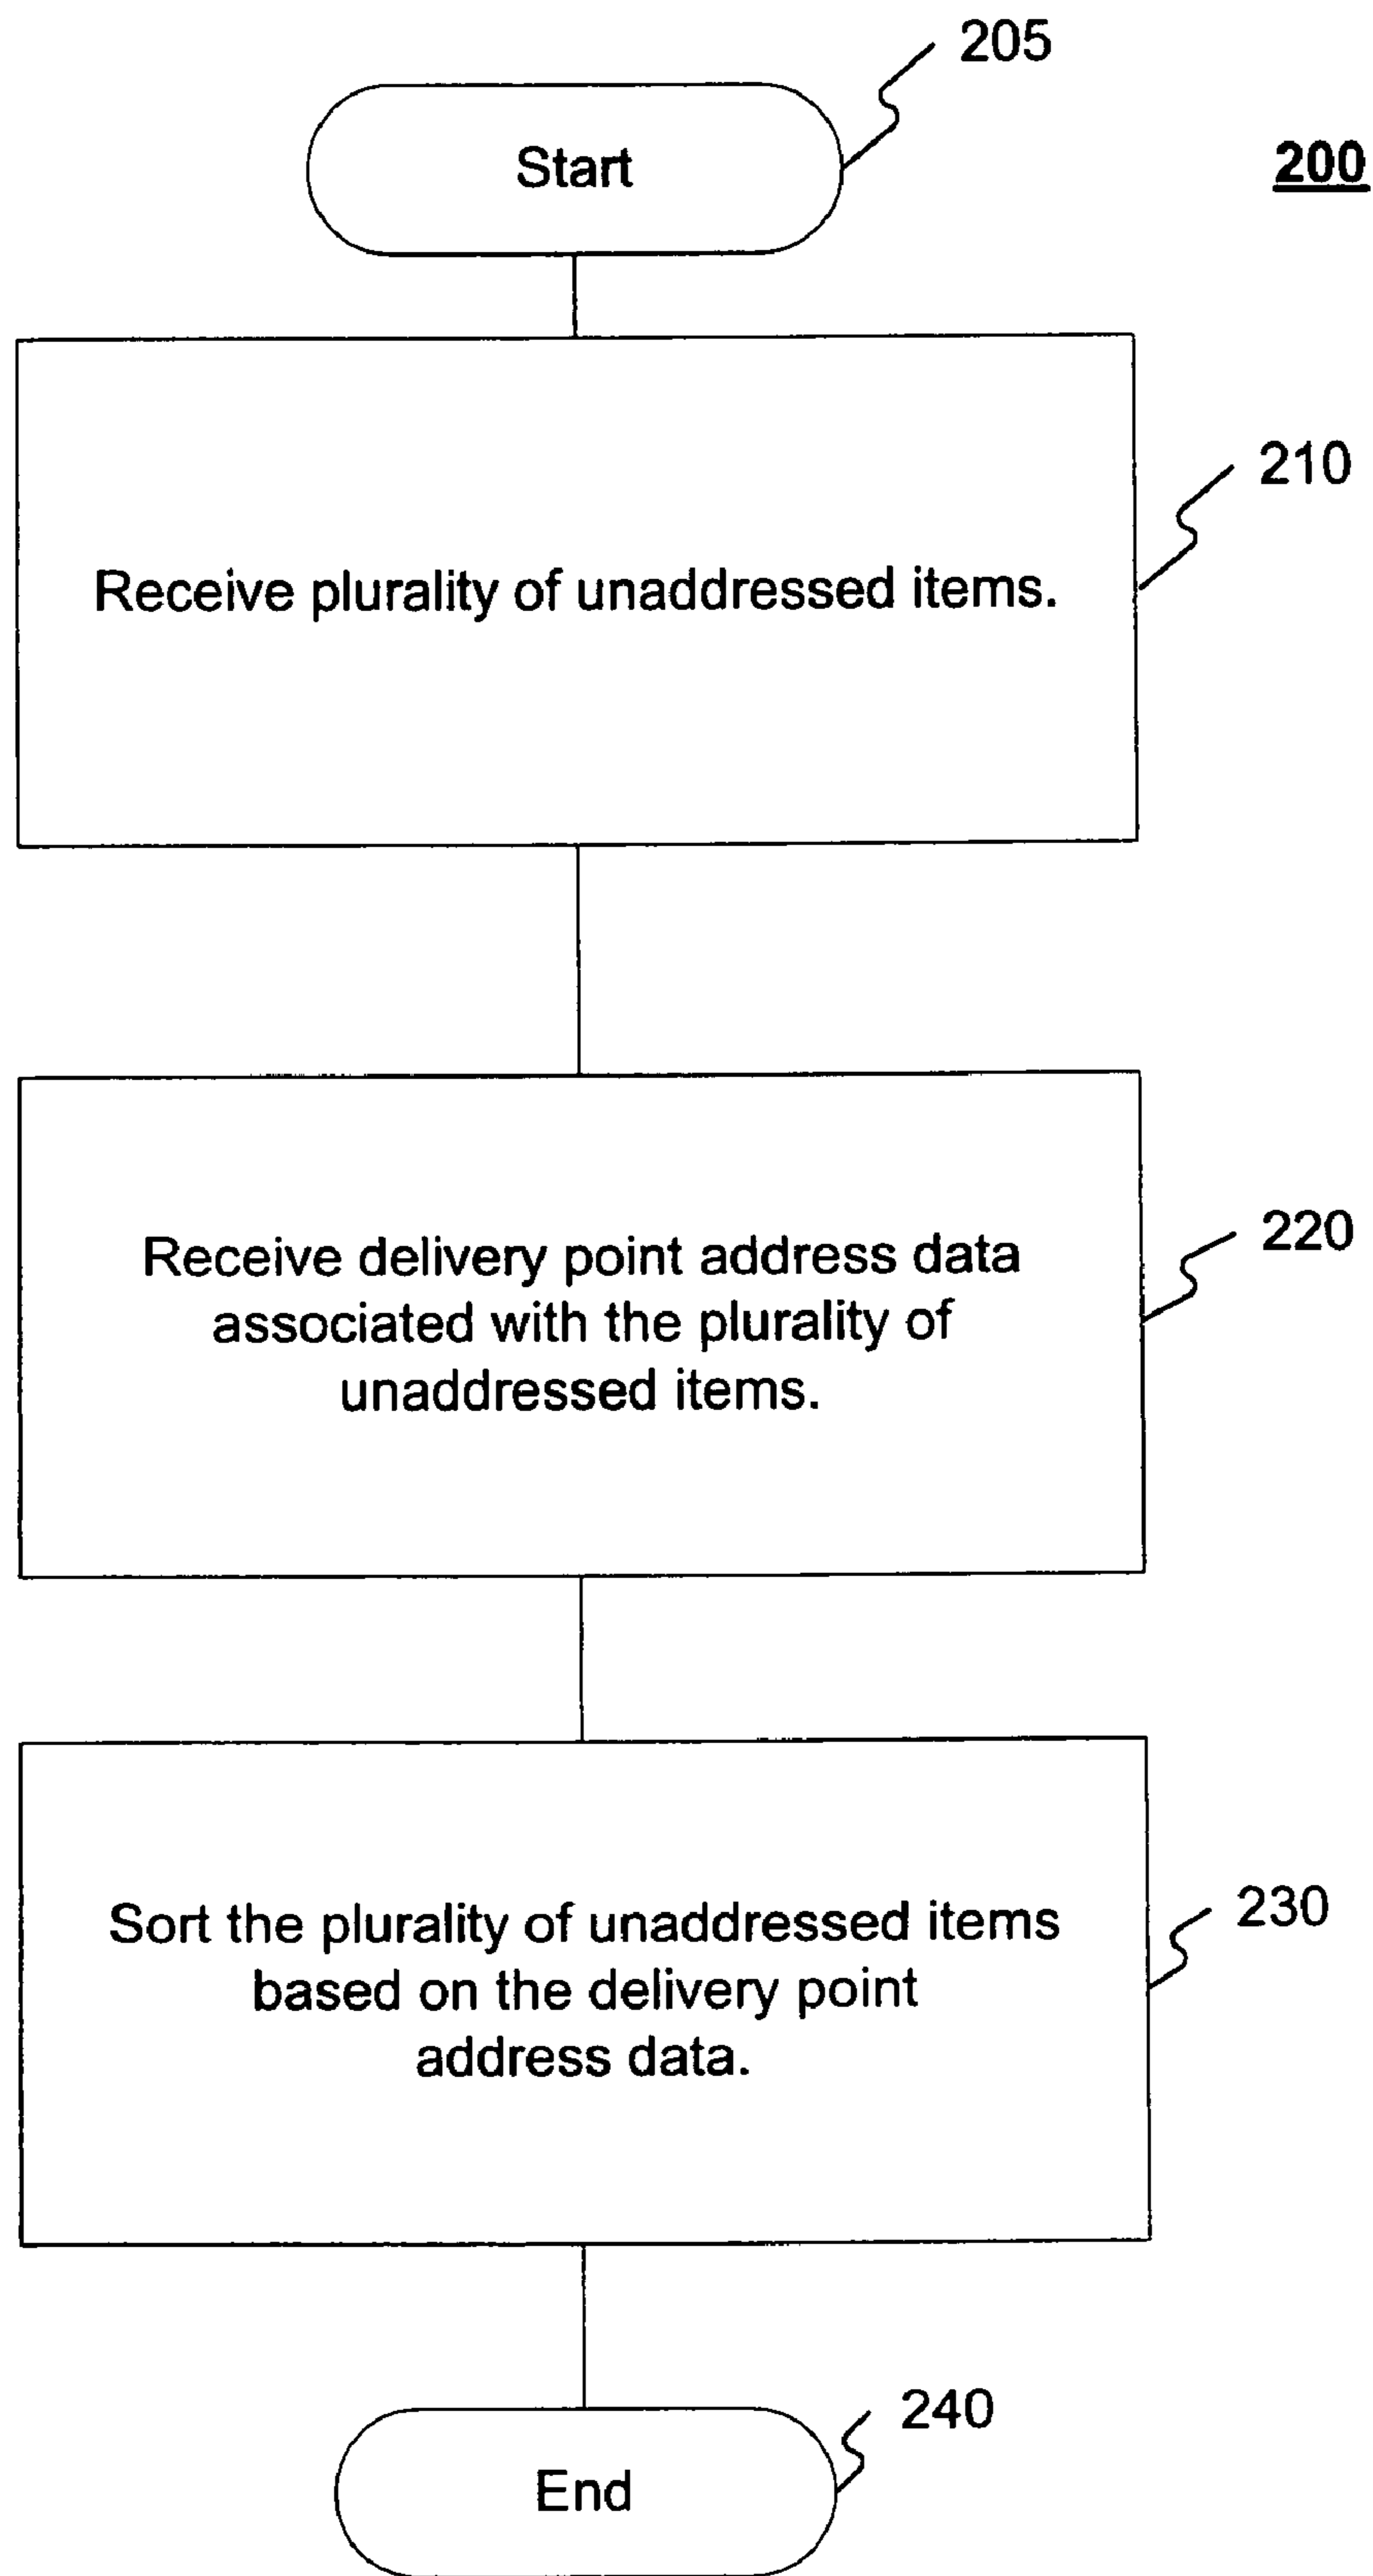 205
Start
200
Receive plurality of unaddressed items.
210
Receive delivery point address data
associated with the plurality of
unaddressed items.
220
Sort the plurality of unaddressed items
based on the delivery point
address data.
230
End
240